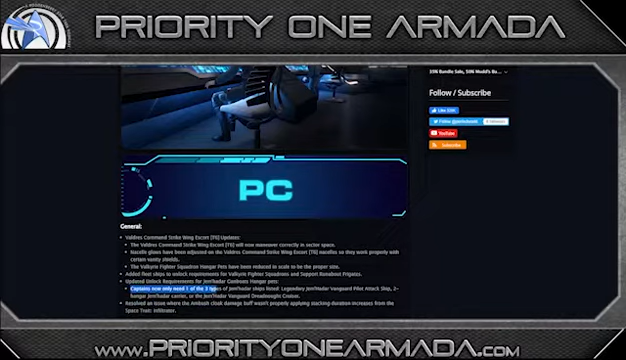 PRIORITY ONE ARMADA
Follow / Subscribe
YouTube
Subscribe
PC
General:
Valdres Command Strike Wing Escort [T6] Updates:
The Valdres Command Strike Wing Escort [T6] will now maneuver correctly in sector space.
Nacelle glows have been adjusted on the Valdres Command Strike Wing Escort [T6] nacelles so they work properly with
certain vanity shields.
The Valkyrie Fighter Squadron Hangar Pets have been reduced in scale to be the proper size.
Added fleet ships to unlock requirements for Valkyrie Fighter Squadrons and Support Runabout Frigates.
Updated Unlock Requirements for Jem'hadar hangar pets:
Captains now only need 1 of the 3 types of Jem'Hadar ships listed: Legendary Jem'Hadar Vanguard Pilot Attack Ship, 2-
hangar Jem'Hadar carrier, or the Jem'Hadar Vanguard Dreadnought Cruiser.
Resolved an issue where the Ambush cloak damage buff wasn't properly applying stacking-duration increases from the
Space Trait: Infiltrator.
WWW.PRIORITYONEARMADA.COM